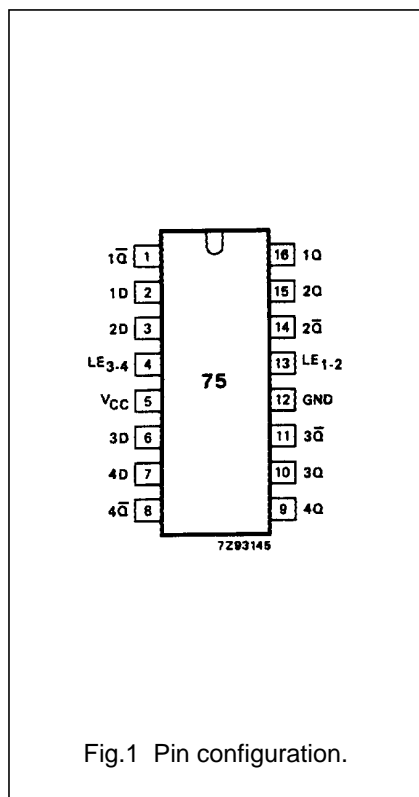 1Q̅ 1 16 1Q
1D 2 15 2Q
2D 3 14 2Q̅
LE3-4 4 13 LE1-2
75
VCC 5 12 GND
3D 6 11 3Q̅
4D 7 10 3Q
4Q̅ 8 9 4Q
7Z93145
Fig.1 Pin configuration.